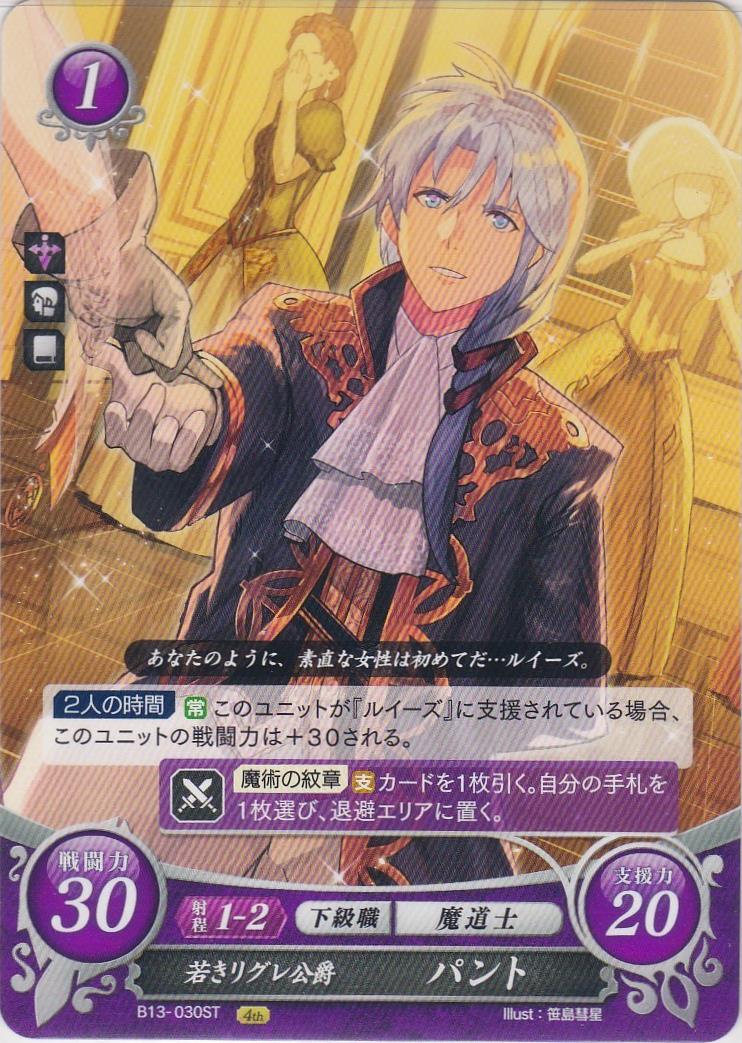 1
あなたのように、素直な女性は初めてだ…ルイーズ。
2人の時間 常 このユニットが『ルイーズ』に支援されている場合、
このユニットの戦闘力は＋30される。
魔術の紋章 支 カードを1枚引く。自分の手札を
1枚選び、退避エリアに置く。
戦闘力
30
射程 1-2 下級職 魔道士
支援力
20
若きリグレ公爵 パント
B13-030ST 4th Illust：笹島彗星